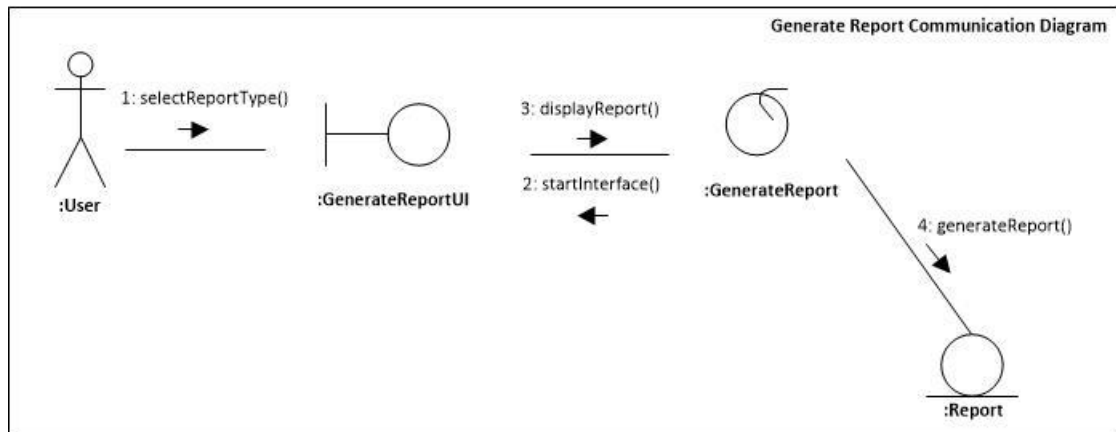 Generate Report Communication Diagram
1: selectReportType()
3: displayReport()
2: startInterface()
:User
:GenerateReportUI
:GenerateReport
4: generateReport()
:Report